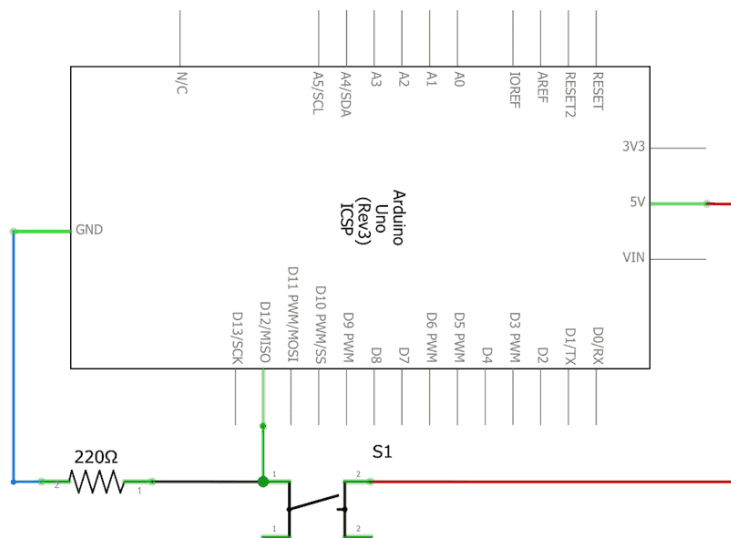 N/C
A5/SCL
A4/SDA
A3
A2
A1
A0
IOREF
AREF
RESET2
RESET
3V3
5V
VIN
GND
Arduino
Uno
(Rev3)
ICSP
D13/SCK
D12/MISO
D11 PWM/MOSI
D10 PWM/SS
D9 PWM
D8
D7
D6 PWM
D5 PWM
D4
D3 PWM
D2
D1/TX
D0/RX
220Ω
2
1
S1
1
2
1
2